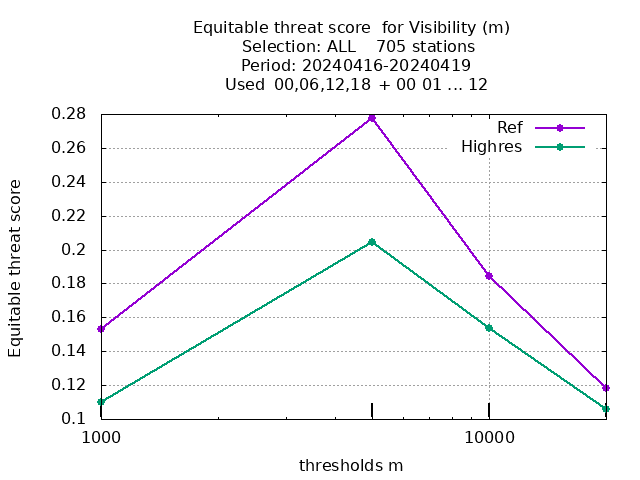 Equitable threat score  for Visibility (m)
Selection: ALL    705 stations
Period: 20240416-20240419
Used  00,06,12,18  + 00 01 ... 12
Ref
Highres
0.28
0.26
0.24
0.22
0.2
0.18
0.16
0.14
0.12
0.1
Equitable threat score
1000
10000
thresholds m